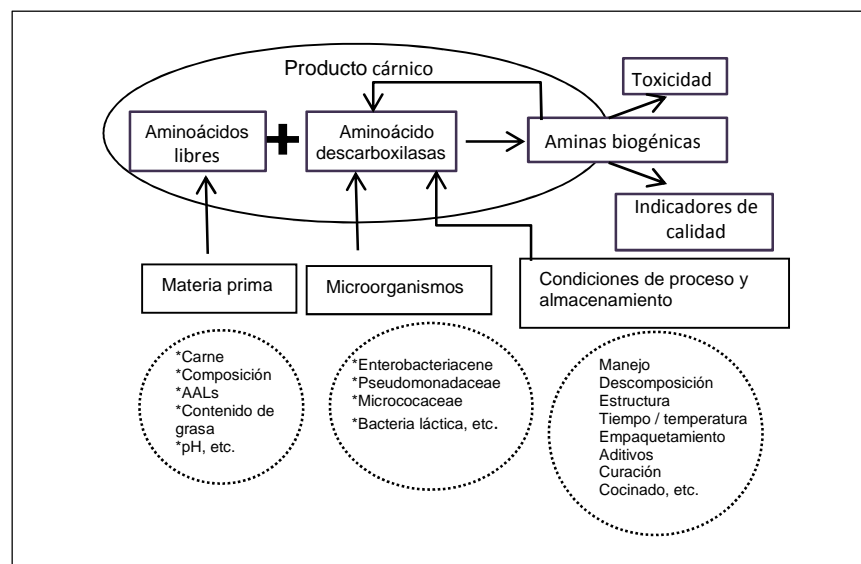 Producto cárnico
Toxicidad
Aminoácidos
libres
+
Aminoácido
descarboxilasas
Aminas biogénicas
Indicadores de
calidad
Materia prima
Microorganismos
Condiciones de proceso y
almacenamiento
*Carne
*Composición
*AALs
*Contenido de
grasa
*pH, etc.
*Enterobacteriacene
*Pseudomonadaceae
*Micrococaceae
*Bacteria láctica, etc.
Manejo
Descomposición
Estructura
Tiempo / temperatura
Empaquetamiento
Aditivos
Curación
Cocinado, etc.